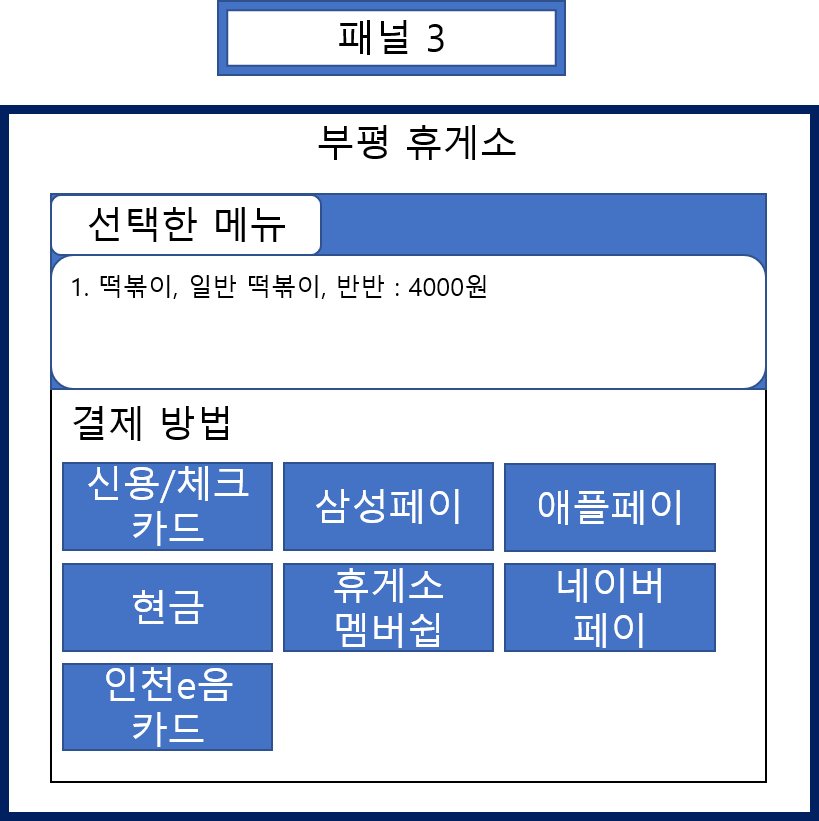 패널 3
부평 휴게소
선택한 메뉴
1. 떡볶이, 일반 떡볶이, 반반 : 4000원
결제 방법
신용/체크
카드
삼성페이
애플페이
현금
휴게소
멤버쉽
네이버
페이
인천e음
카드